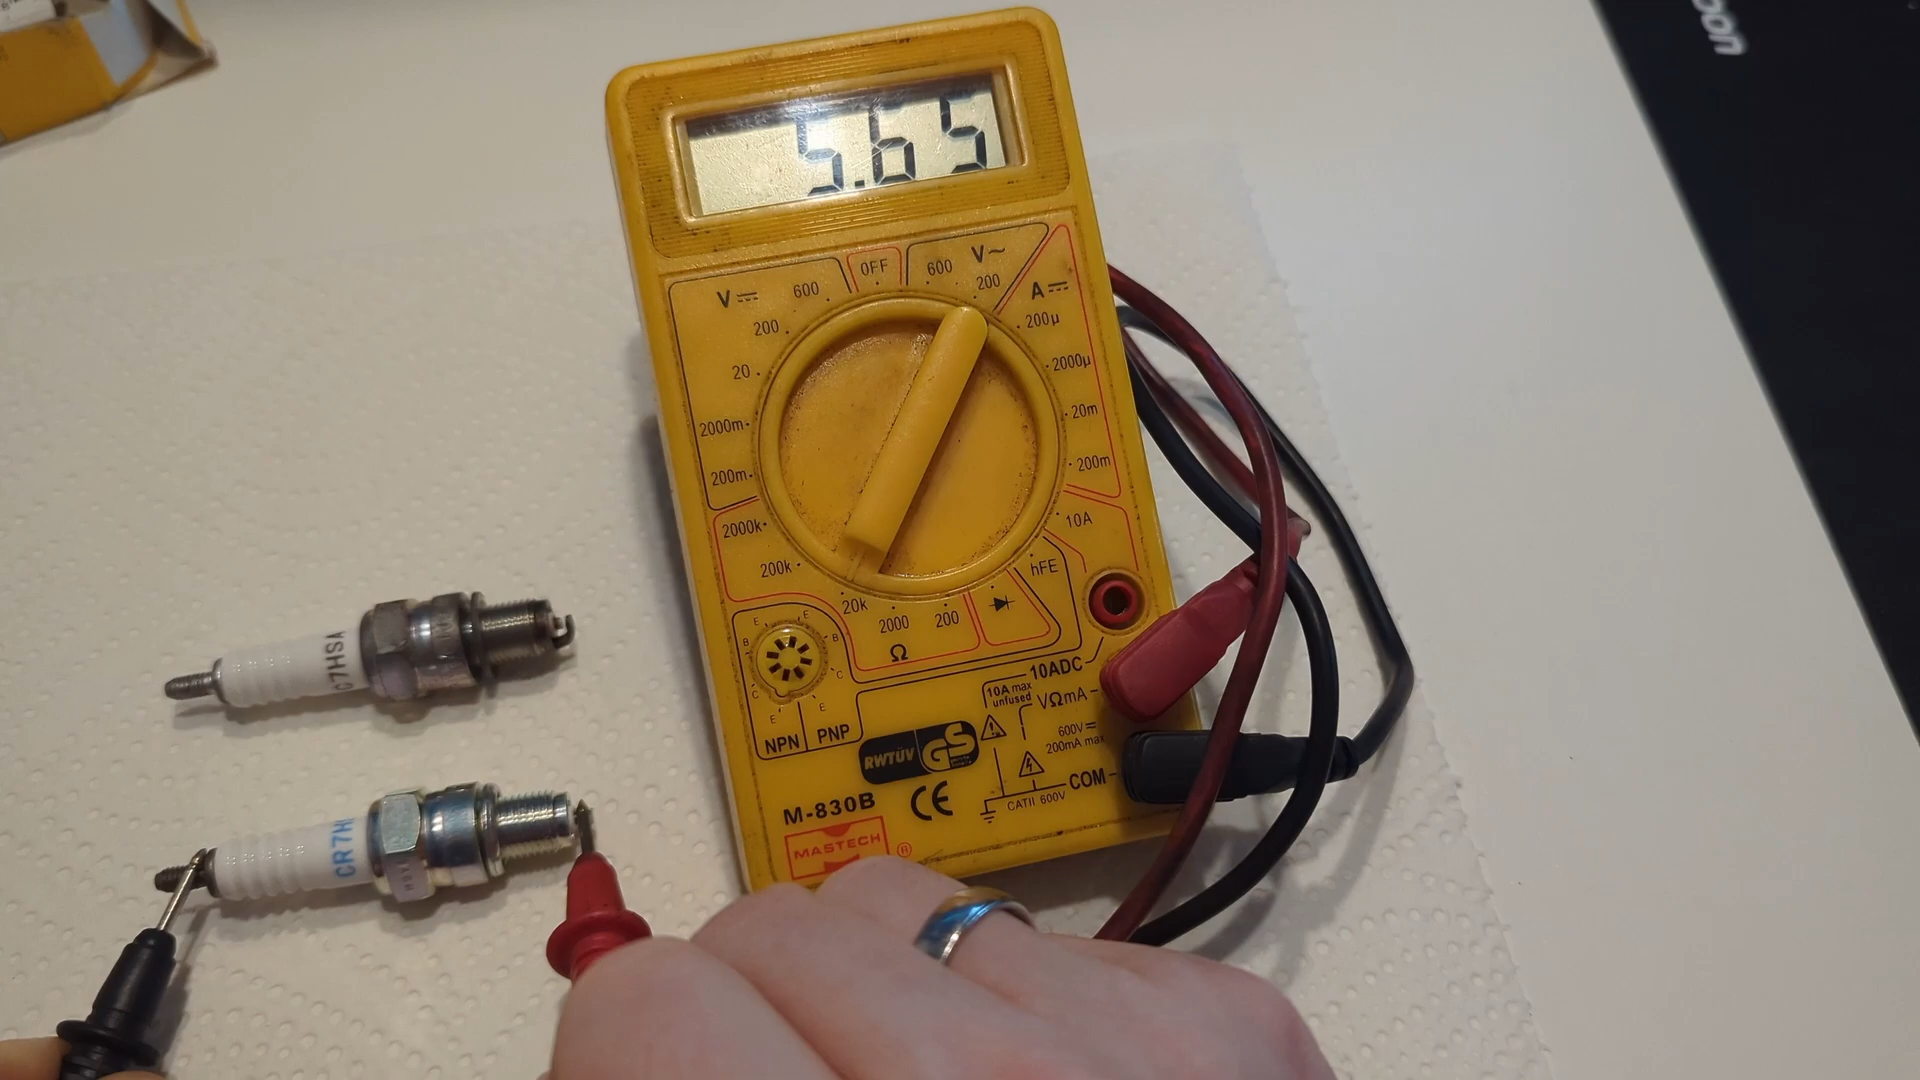 5.65
OFF
600
V~
200
V⎓
600
A⎓
200
200µ
20
2000µ
2000m
20m
200m
200m
2000k
10A
200k
hFE
20k
2000
200
Ω
E
E
B
B
C
C
E
E
NPN
PNP
10ADC
10A max
unfused
VΩmA
600V⎓
200mA max
COM
CATII 600V
RWTÜV
GS
CE
M-830B
MASTECH
®
C7HSA
CR7H